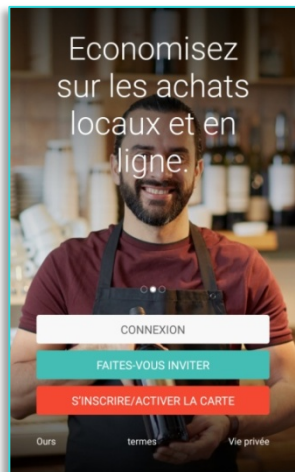 Economisez
sur les achats
locaux et en
ligne.
CONNEXION
FAITES-VOUS INVITER
S'INSCRIRE/ACTIVER LA CARTE
Ours termes Vie privée